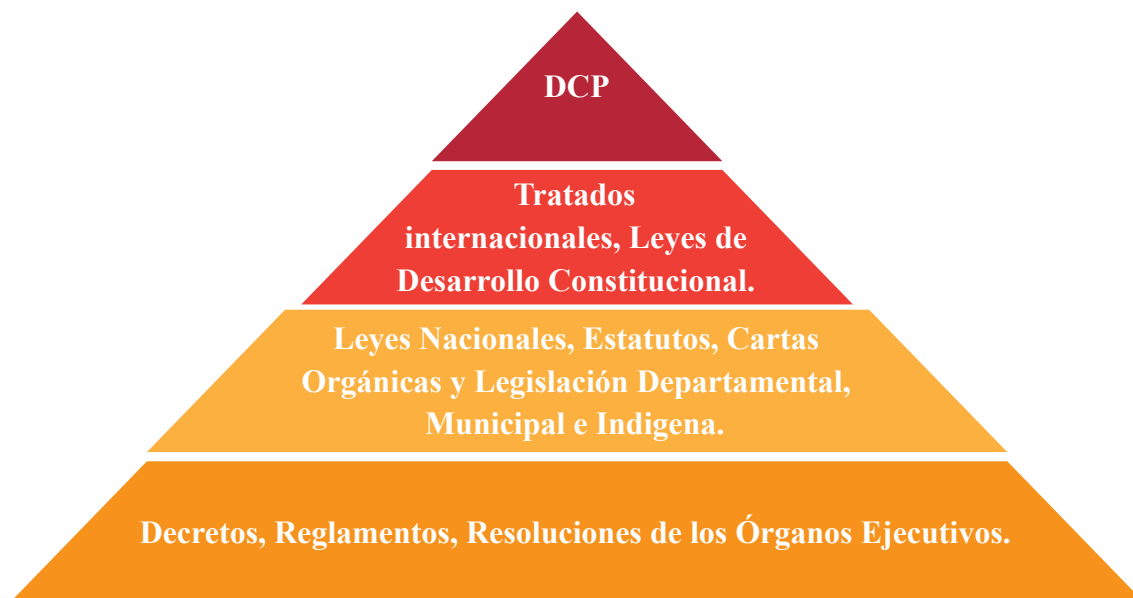 DCP
Tratados
internacionales, Leyes de
Desarrollo Constitucional.
Leyes Nacionales, Estatutos, Cartas
Orgánicas y Legislación Departamental,
Municipal e Indigena.
Decretos, Reglamentos, Resoluciones de los Órganos Ejecutivos.